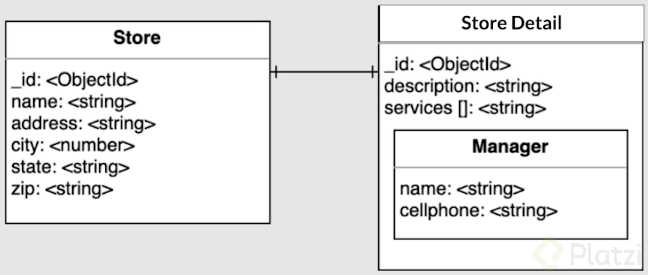 Store
_id: <ObjectId>
name: <string>
address: <string>
city: <number>
state: <string>
zip: <string>
Store Detail
_id: <ObjectId>
description: <string>
services []: <string>
Manager
name: <string>
cellphone: <string>
Platzi